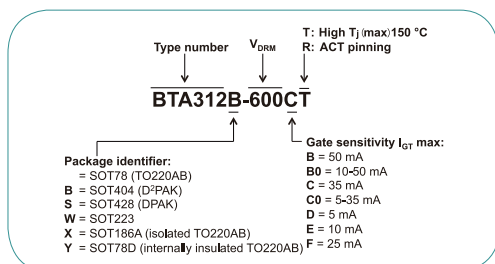 T: High Tj (max) 150 °C
R: ACT pinning
Type number
VDRM
BTA312B-600CT
Package identifier:
= SOT78 (TO220AB)
B = SOT404 (D²PAK)
S = SOT428 (DPAK)
W = SOT223
X = SOT186A (isolated TO220AB)
Y = SOT78D (internally insulated TO220AB)
Gate sensitivity IGT max:
B = 50 mA
B0 = 10-50 mA
C = 35 mA
C0 = 5-35 mA
D = 5 mA
E = 10 mA
F = 25 mA